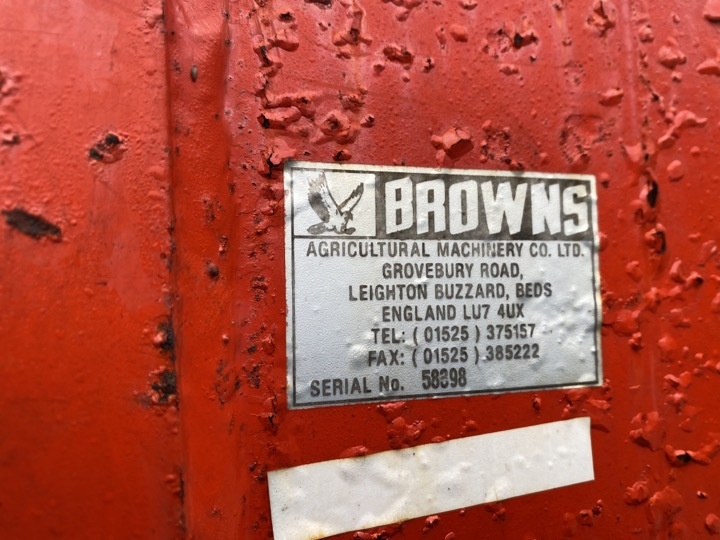 BROWNS
AGRICULTURAL MACHINERY CO. LTD.
GROVEBURY ROAD,
LEIGHTON BUZZARD, BEDS
ENGLAND LU7 4UX
TEL: ( 01525 ) 375157
FAX: ( 01525 ) 385222
SERIAL No. 58398